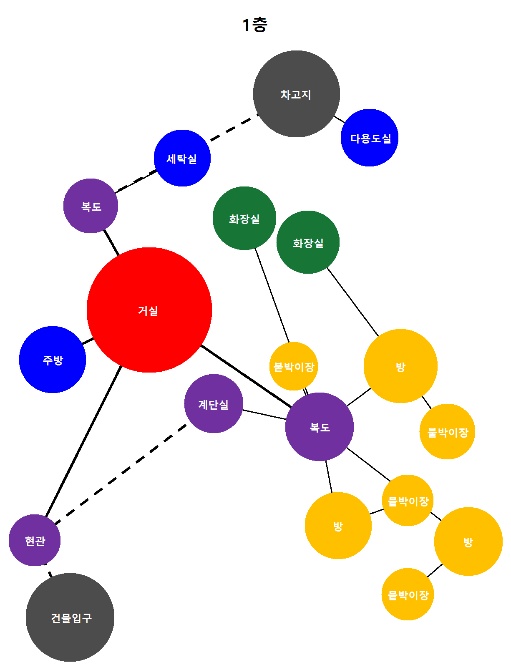 1층
차고지
다용도실
세탁실
복도
화장실
화장실
거실
주방
붙박이장
방
계단실
복도
붙박이장
붙박이장
방
현관
방
붙박이장
건물입구